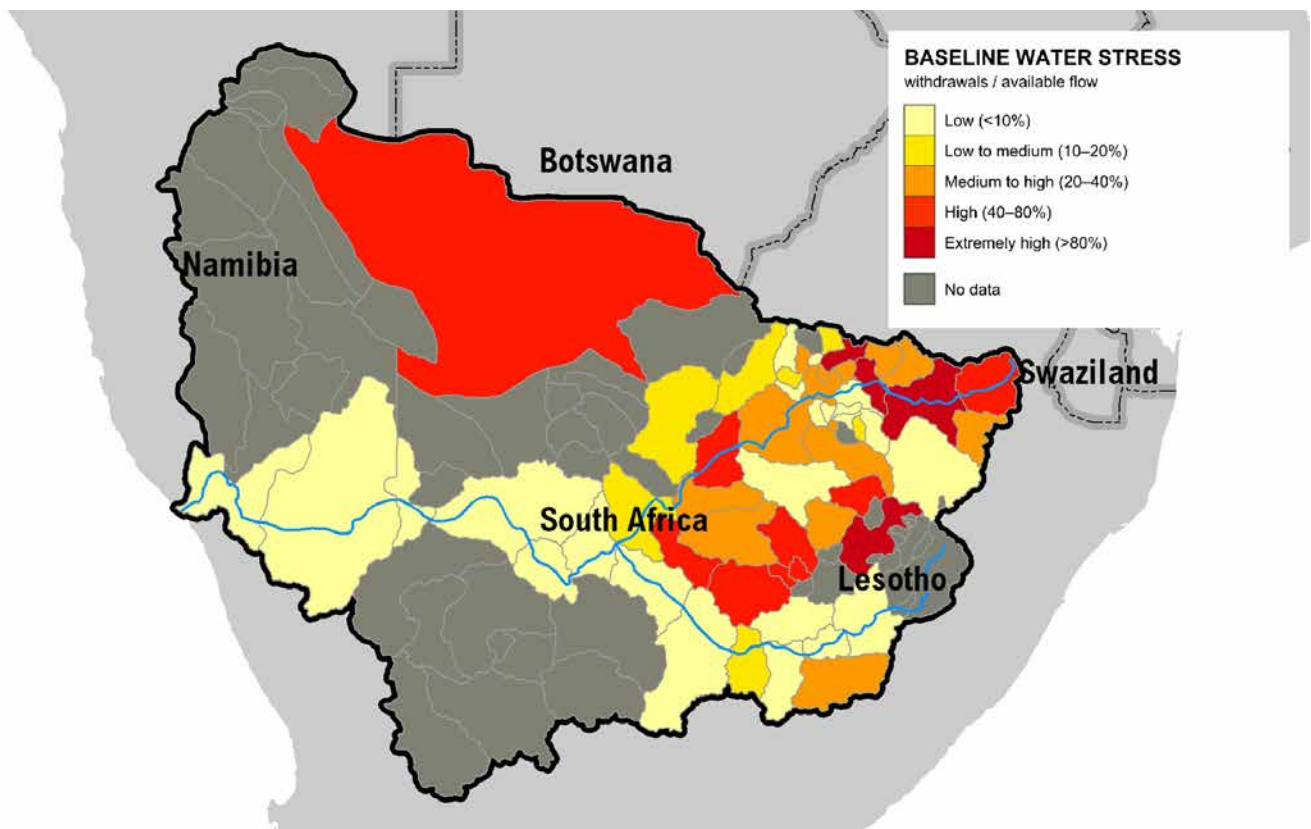 BASELINE WATER STRESS
withdrawals / available flow
Low (<10%)
Low to medium (10–20%)
Medium to high (20–40%)
High (40–80%)
Extremely high (>80%)
No data
Botswana
Namibia
Swaziland
South Africa
Lesotho